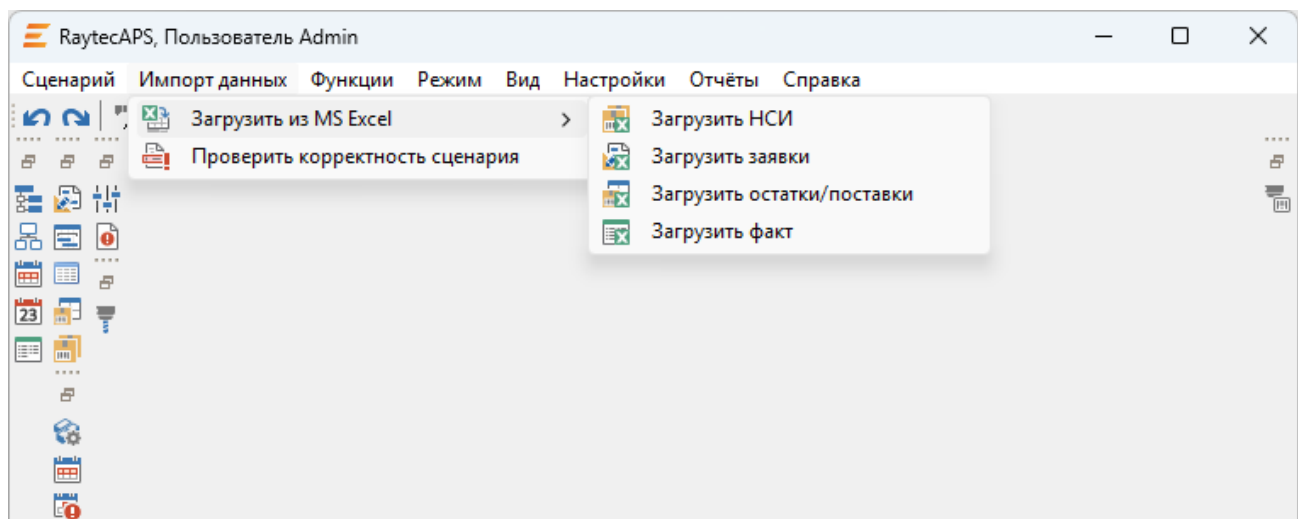 RaytecAPS, Пользователь Admin
Сценарий Импорт данных Функции Режим Вид Настройки Отчёты Справка
Загрузить из MS Excel
Проверить корректность сценария
Загрузить НСИ
Загрузить заявки
Загрузить остатки/поставки
Загрузить факт
23